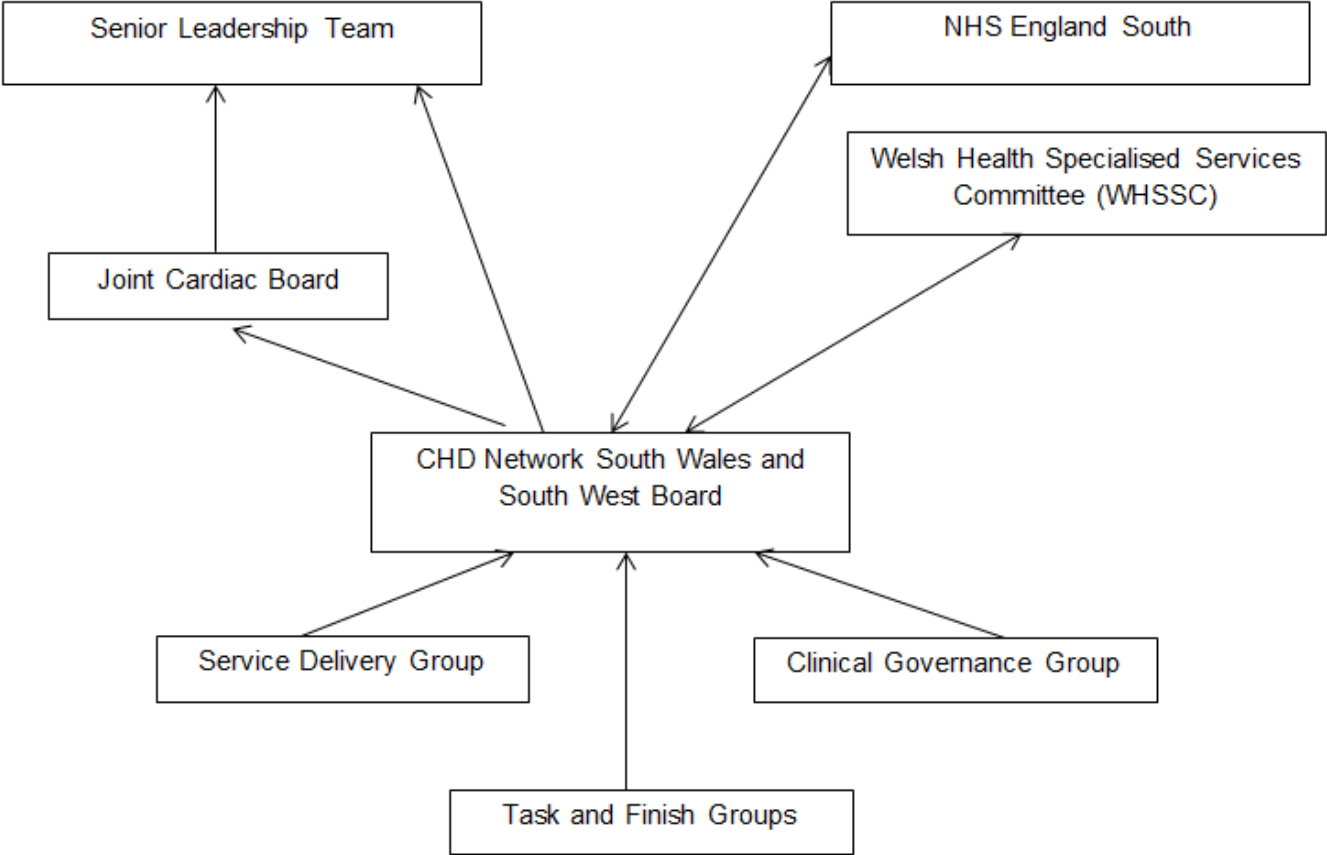 Senior Leadership Team
NHS England South
Welsh Health Specialised Services
Committee (WHSSC)
Joint Cardiac Board
CHD Network South Wales and
South West Board
Service Delivery Group
Clinical Governance Group
Task and Finish Groups